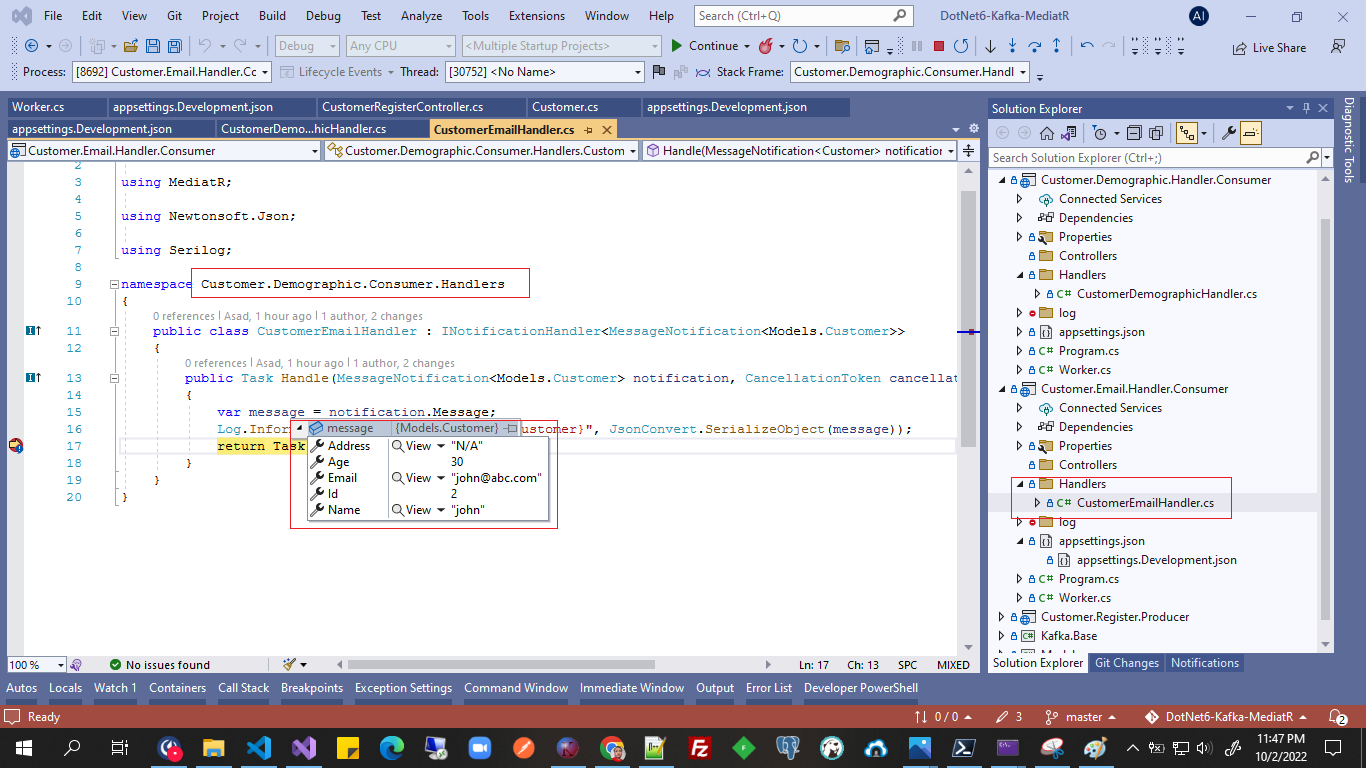 File Edit View Git Project Build Debug Test Analyze Tools Extensions Window Help Search (Ctrl+Q) DotNet6-Kafka-MediatR AI
Debug Any CPU <Multiple Startup Projects> Continue Live Share
Process: [8692] Customer.Email.Handler.Cc Lifecycle Events Thread: [30752] <No Name> Stack Frame: Customer.Demographic.Consumer.Handl
Worker.cs appsettings.Development.json CustomerRegisterController.cs Customer.cs appsettings.Development.json
appsettings.Development.json CustomerDemo...hicHandler.cs CustomerEmailHandler.cs
Customer.Email.Handler.Consumer Customer.Demographic.Consumer.Handlers.Custom Handle(MessageNotification<Customer> notification
2
3 using MediatR;
4
5 using Newtonsoft.Json;
6
7 using Serilog;
8
9 namespace Customer.Demographic.Consumer.Handlers
10 {
0 references | Asad, 1 hour ago | 1 author, 2 changes
11 public class CustomerEmailHandler : INotificationHandler<MessageNotification<Models.Customer>>
12 {
0 references | Asad, 1 hour ago | 1 author, 2 changes
13 public Task Handle(MessageNotification<Models.Customer> notification, CancellationToken cancellat
14 {
15 var message = notification.Message;
16 Log.Infor ustomer}", JsonConvert.SerializeObject(message));
17 return Task
18 }
19 }
20 }
message {Models.Customer}
Address View "N/A"
Age 30
Email View "john@abc.com"
Id 2
Name View "john"
100 % No issues found Ln: 17 Ch: 13 SPC MIXED
Solution Explorer
Search Solution Explorer (Ctrl+;)
Customer.Demographic.Handler.Consumer
Connected Services
Dependencies
Properties
Controllers
Handlers
C# CustomerDemographicHandler.cs
log
appsettings.json
C# Program.cs
C# Worker.cs
Customer.Email.Handler.Consumer
Connected Services
Dependencies
Properties
Controllers
Handlers
C# CustomerEmailHandler.cs
log
appsettings.json
appsettings.Development.json
C# Program.cs
C# Worker.cs
Customer.Register.Producer
C# Kafka.Base
Solution Explorer Git Changes Notifications
Diagnostic Tools
Autos Locals Watch 1 Containers Call Stack Breakpoints Exception Settings Command Window Immediate Window Output Error List Developer PowerShell
Ready 0 / 0 3 master DotNet6-Kafka-MediatR 2
11:47 PM
10/2/2022